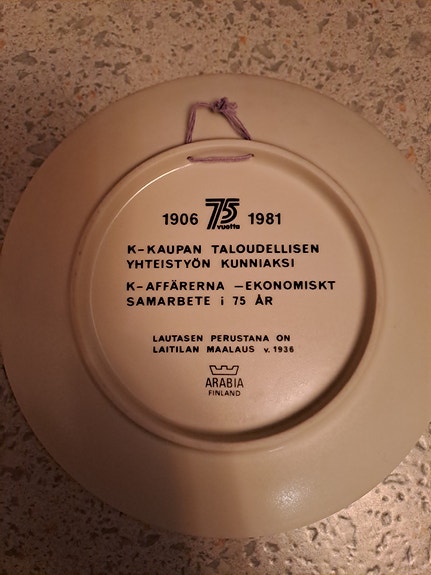 1906 75 vuotta 1981
K-KAUPAN TALOUDELLISEN
YHTEISTYÖN KUNNIAKSI
K-AFFÄRERNA -EKONOMISKT
SAMARBETE i 75 ÅR
LAUTASEN PERUSTANA ON
LAITILAN MAALAUS v. 1936
ARABIA
FINLAND